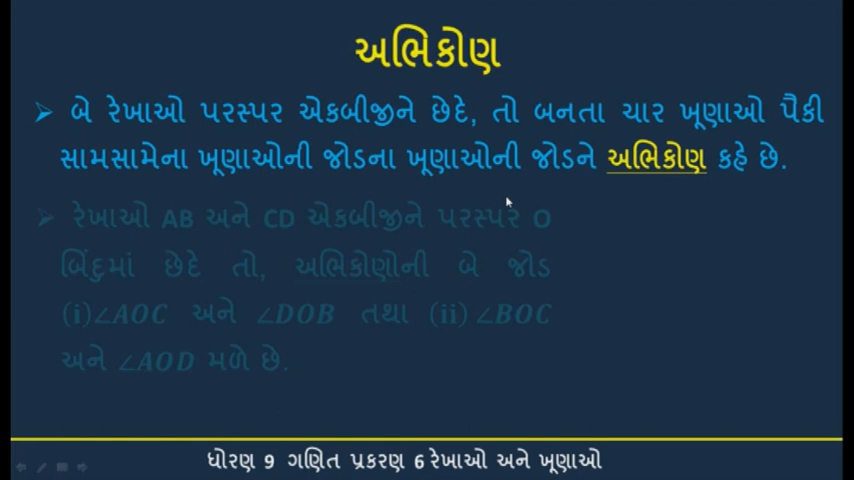 અભિકોણ
➢ બે રેખાઓ પરસ્પર એકબીજીને છેદે, તો બનતા ચાર ખૂણાઓ પૈકી
સામસામેના ખૂણાઓની જોડના ખૂણાઓની જોડને અભિકોણ કહે છે.
➢ રેખાઓ AB અને CD એકબીજીને પરસ્પર O
બિંદુમાં છેદે તો, અભિકોણોની બે જોડ
(i)∠AOC અને ∠DOB તથા (ii) ∠BOC
અને ∠AOD મળે છે.
ધોરણ 9 ગણિત પ્રકરણ 6 રેખાઓ અને ખૂણાઓ